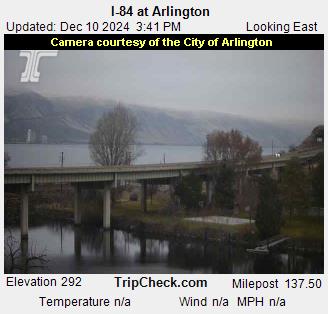 I-84 at Arlington
Updated: Dec 10 2024 3:41 PM Looking East
Camera courtesy of the City of Arlington
Elevation 292 TripCheck.com Milepost 137.50
Temperature n/a Wind n/a MPH n/a